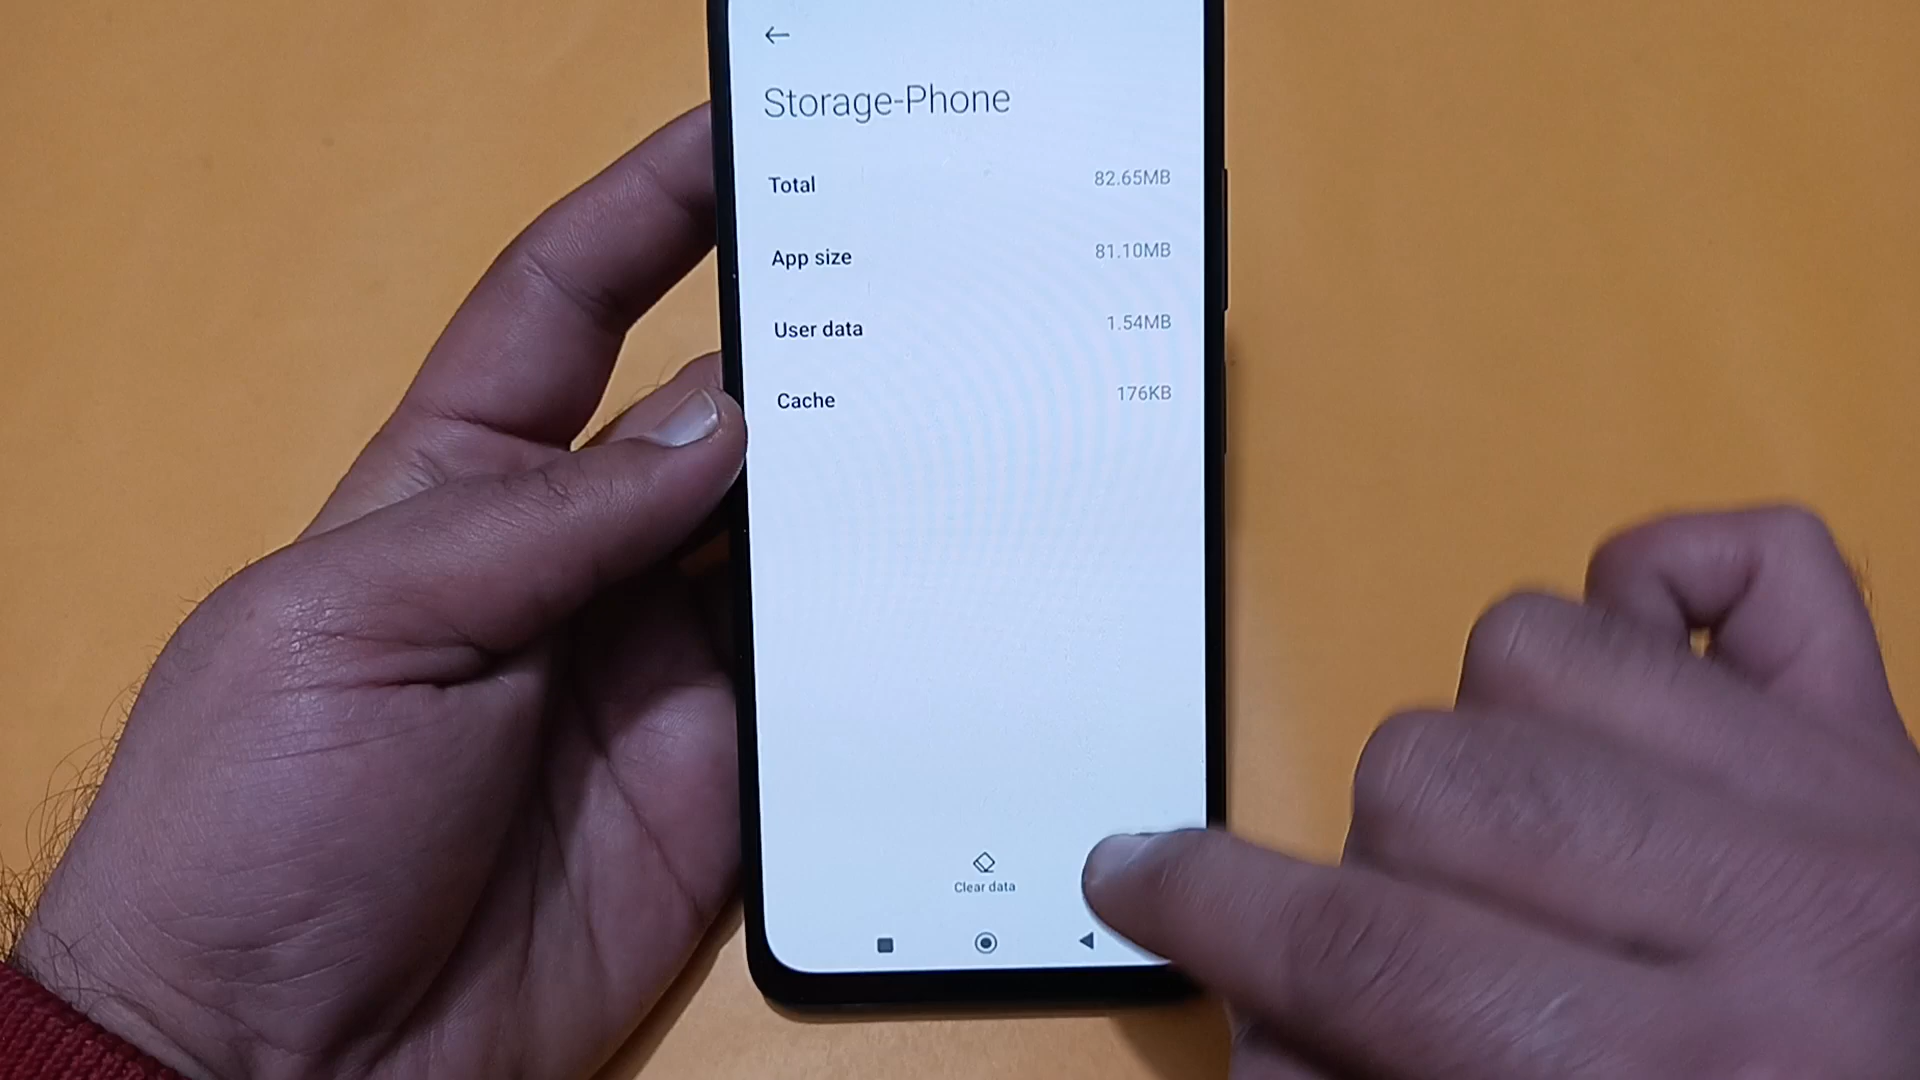 Storage-Phone
Total 82.65MB
App size 81.10MB
User data 1.54MB
Cache 176KB
Clear data